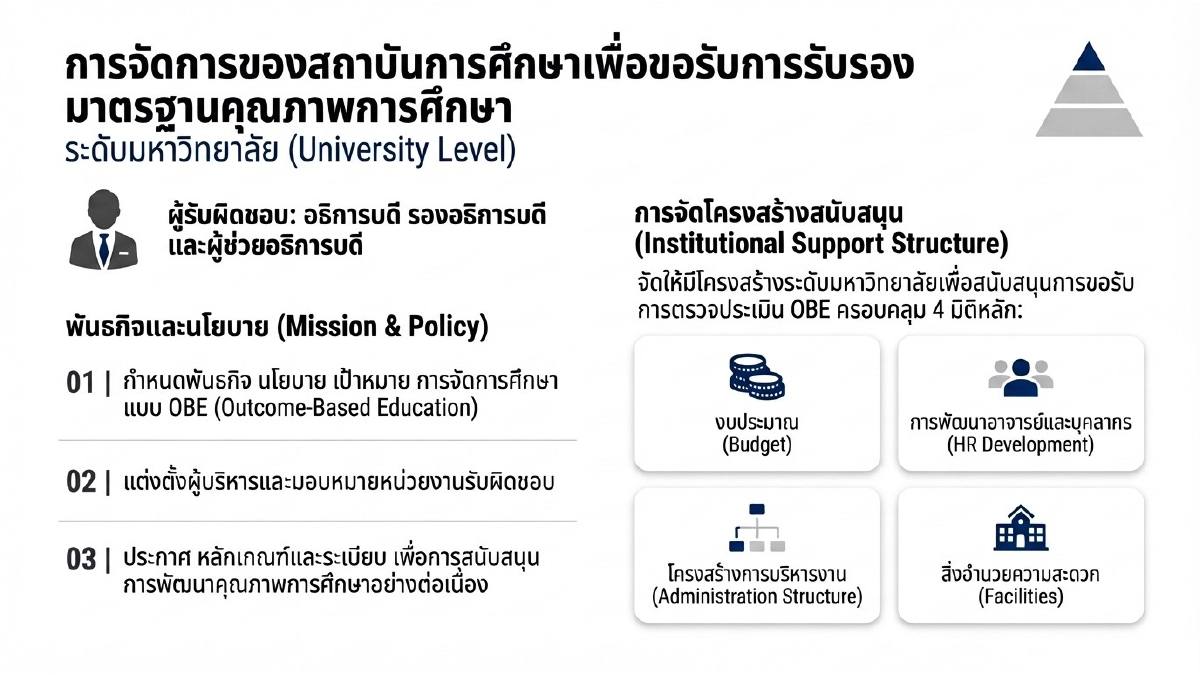 การจัดการของสถาบันการศึกษาเพื่อขอรับการรับรอง
มาตรฐานคุณภาพการศึกษา
ระดับมหาวิทยาลัย (University Level)
ผู้รับผิดชอบ: อธิการบดี รองอธิการบดี
และผู้ช่วยอธิการบดี
พันธกิจและนโยบาย (Mission & Policy)
01 | กำหนดพันธกิจ นโยบาย เป้าหมาย การจัดการศึกษา
แบบ OBE (Outcome-Based Education)
02 | แต่งตั้งผู้บริหารและมอบหมายหน่วยงานรับผิดชอบ
03 | ประกาศ หลักเกณฑ์และระเบียบ เพื่อการสนับสนุน
การพัฒนาคุณภาพการศึกษาอย่างต่อเนื่อง
การจัดโครงสร้างสนับสนุน
(Institutional Support Structure)
จัดให้มีโครงสร้างระดับมหาวิทยาลัยเพื่อสนับสนุนการขอรับ
การตรวจประเมิน OBE ครอบคลุม 4 มิติหลัก:
งบประมาณ
(Budget)
การพัฒนาอาจารย์และบุคลากร
(HR Development)
โครงสร้างการบริหารงาน
(Administration Structure)
สิ่งอำนวยความสะดวก
(Facilities)